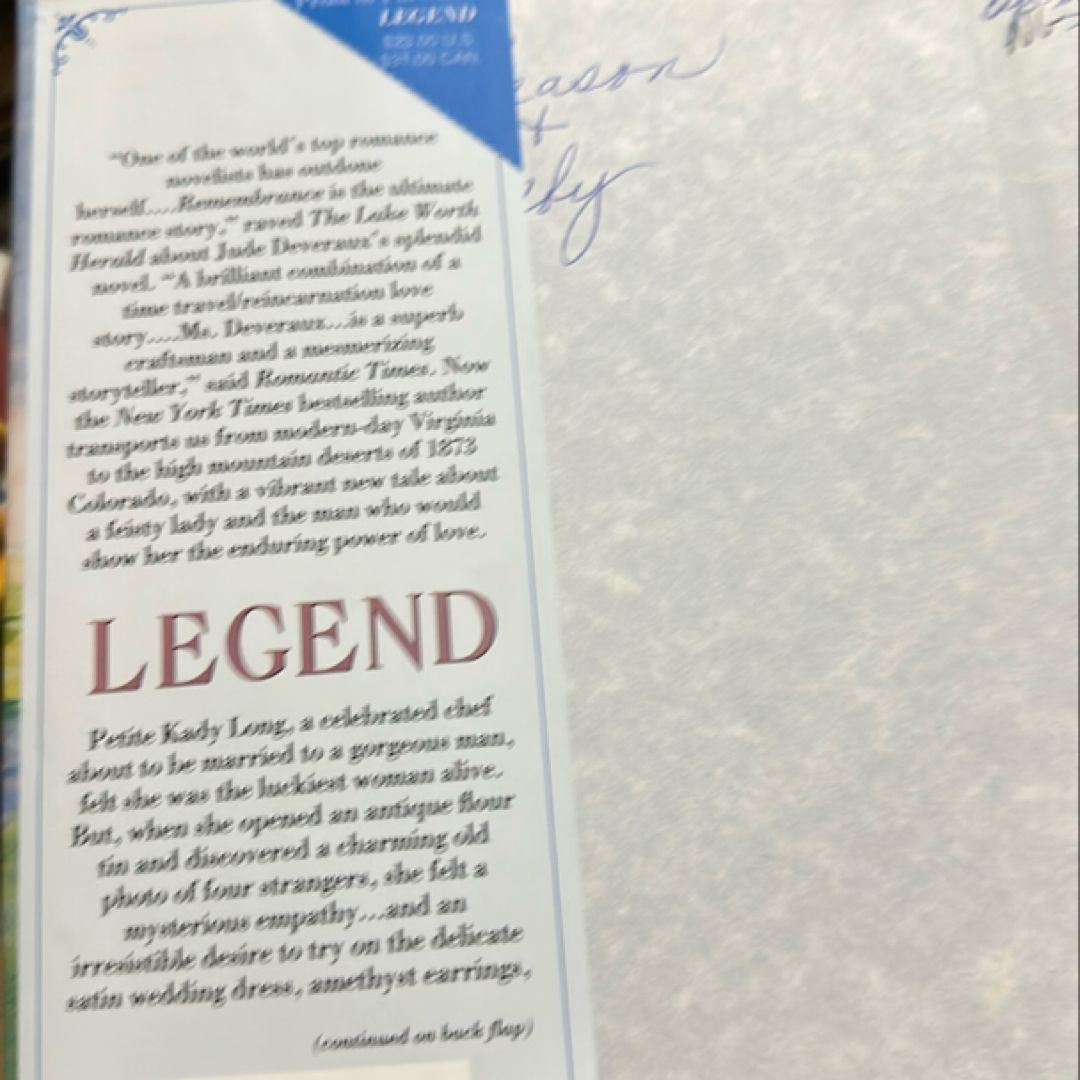 LEGEND
$23.00 U.S.
$31.00 CAN.
"One of the world's top romance
novelists has outdone
herself....Remembrance is the ultimate
romance story," raved The Lake Worth
Herald about Jude Deveraux's splendid
novel. "A brilliant combination of a
time travel/reincarnation love
story....Ms. Deveraux...is a superb
craftsman and a mesmerizing
storyteller," said Romantic Times. Now
the New York Times bestselling author
transports us from modern-day Virginia
to the high mountain deserts of 1873
Colorado, with a vibrant new tale about
a feisty lady and the man who would
show her the enduring power of love.
LEGEND
Petite Kady Long, a celebrated chef
about to be married to a gorgeous man,
felt she was the luckiest woman alive.
But, when she opened an antique flour
tin and discovered a charming old
photo of four strangers, she felt a
mysterious empathy...and an
irresistible desire to try on the delicate
satin wedding dress, amethyst earrings,
(continued on back flap)
eason
+